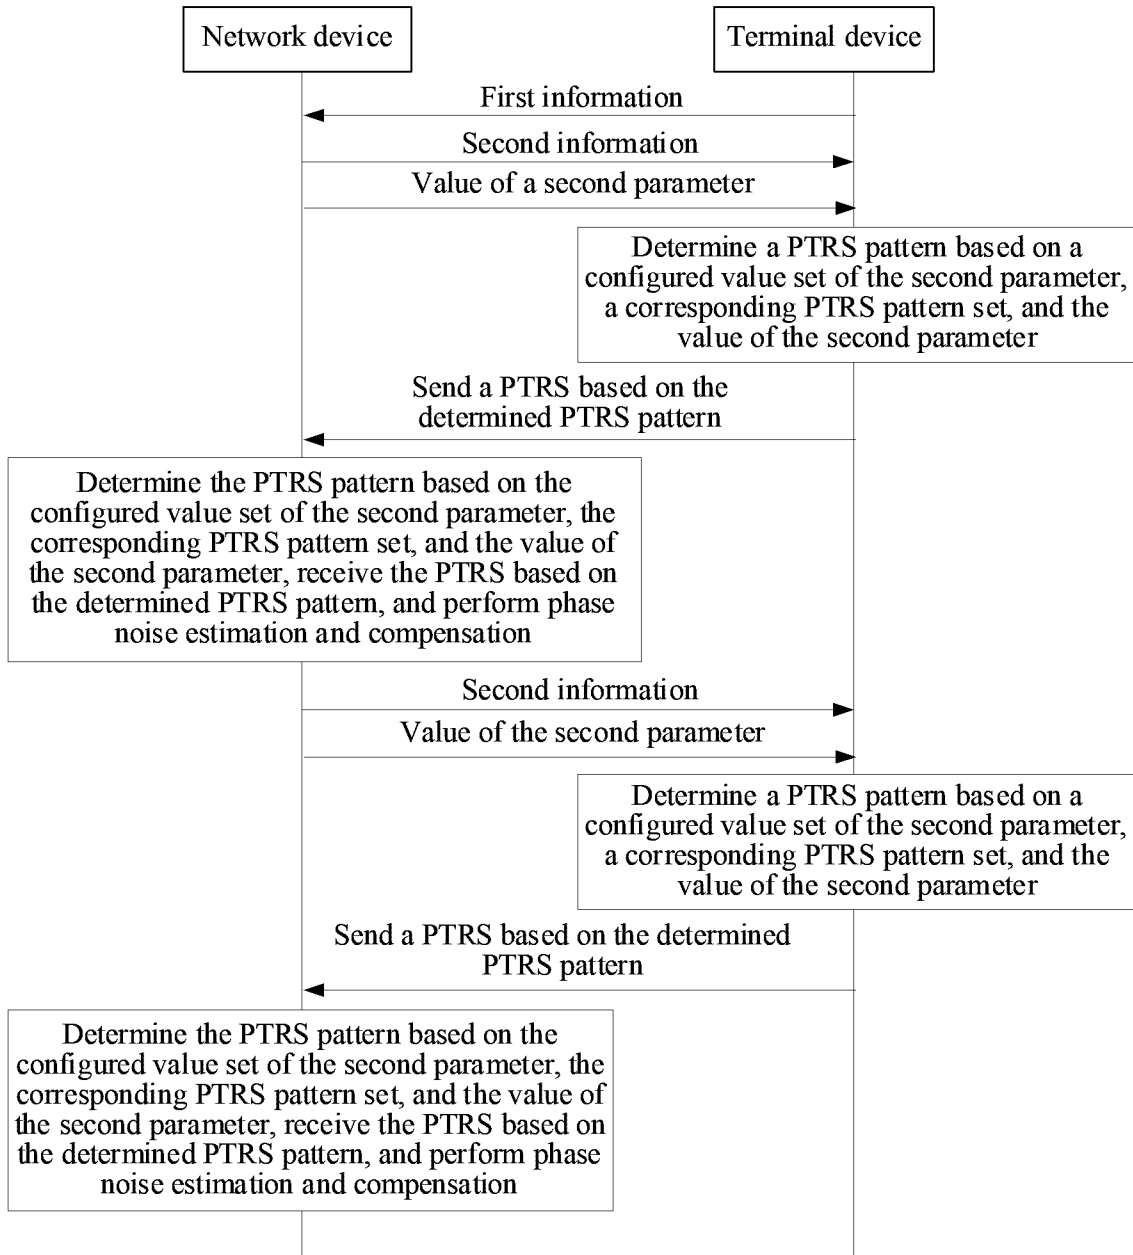 Network device
Terminal device
First information
Second information
Value of a second parameter
Determine a PTRS pattern based on a
configured value set of the second parameter,
a corresponding PTRS pattern set, and the
value of the second parameter
Send a PTRS based on the
determined PTRS pattern
Determine the PTRS pattern based on the
configured value set of the second parameter, the
corresponding PTRS pattern set, and the value of
the second parameter, receive the PTRS based on
the determined PTRS pattern, and perform phase
noise estimation and compensation
Second information
Value of the second parameter
Determine a PTRS pattern based on a
configured value set of the second parameter,
a corresponding PTRS pattern set, and the
value of the second parameter
Send a PTRS based on the determined
PTRS pattern
Determine the PTRS pattern based on the
configured value set of the second parameter, the
corresponding PTRS pattern set, and the value of
the second parameter, receive the PTRS based on
the determined PTRS pattern, and perform phase
noise estimation and compensation